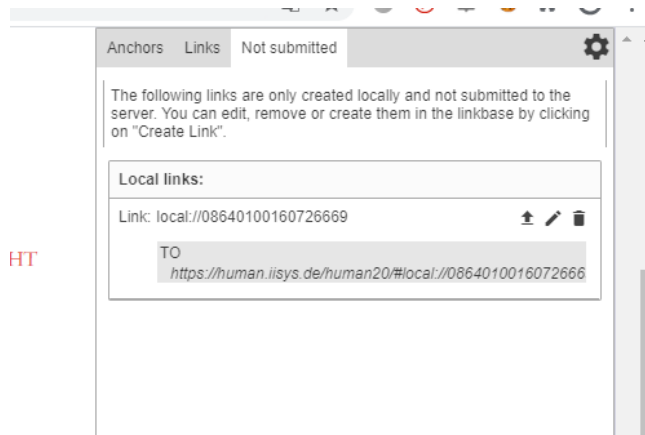 Anchors Links Not submitted
The following links are only created locally and not submitted to the
server. You can edit, remove or create them in the linkbase by clicking
on "Create Link".
Local links:
Link: local://08640100160726669
HT
TO
https://human.iisys.de/human20/#local://0864010016072666